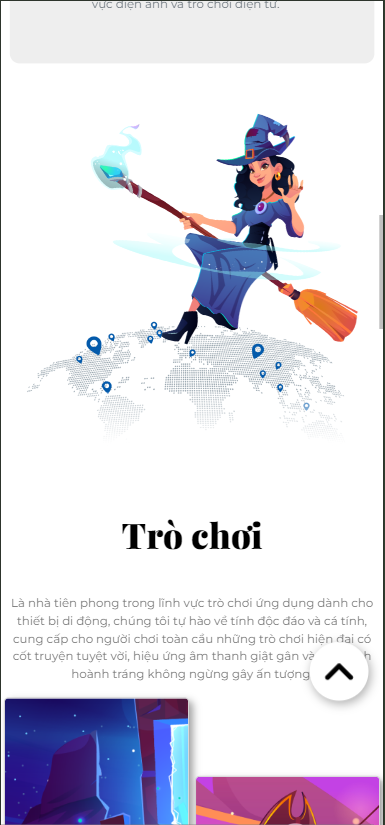 vực điện ảnh và trò chơi điện tử.
Trò chơi
Là nhà tiên phong trong lĩnh vực trò chơi ứng dụng dành cho
thiết bị di động, chúng tôi tự hào về tính độc đáo và cá tính,
cung cấp cho người chơi toàn cầu những trò chơi hiện đại có
cốt truyện tuyệt vời, hiệu ứng âm thanh giật gân và h
hoành tráng không ngừng gây ấn tượng